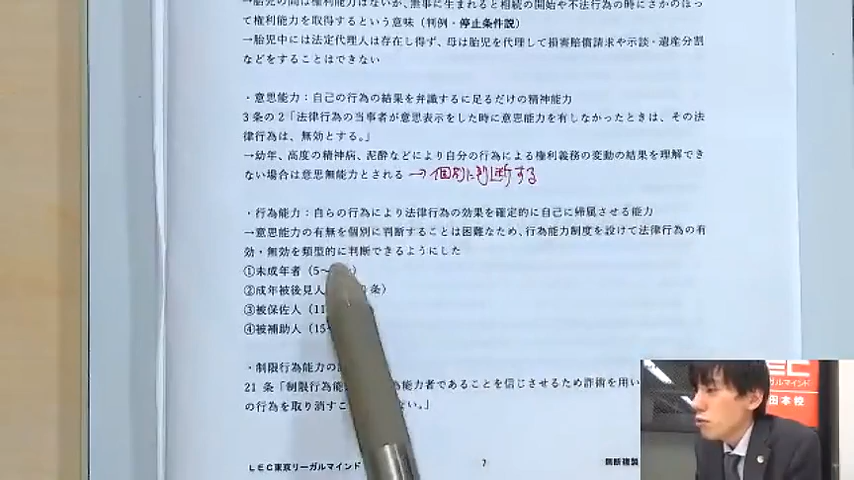 →胎児の間は権利能力はないが、無事に生まれると相続の開始や不法行為の時にさかのぼっ
て権利能力を取得するという意味（判例・停止条件説）
→胎児中には法定代理人は存在し得ず、母は胎児を代理して損害賠償請求や示談・遺産分割
などをすることはできない
・意思能力：自己の行為の結果を弁識するに足るだけの精神能力
3条の2「法律行為の当事者が意思表示をした時に意思能力を有しなかったときは、その法
律行為は、無効とする。」
→幼年、高度の精神病、泥酔などにより自分の行為による権利義務の変動の結果を理解でき
ない場合は意思無能力とされる →個別に判断する
・行為能力：自らの行為により法律行為の効果を確定的に自己に帰属させる能力
→意思能力の有無を個別に判断することは困難なため、行為能力制度を設けて法律行為の有
効・無効を類型的に判断できるようにした
①未成年者（5～
②成年被後見人 条）
③被保佐人（11
④被補助人（15
・制限行為能力の
21条「制限行為能 為能力者であることを信じさせるため詐術を用い
の行為を取り消すこ ない。」
LEC東京リーガルマインド 7 無断複製
EC
ーガルマインド
田本校